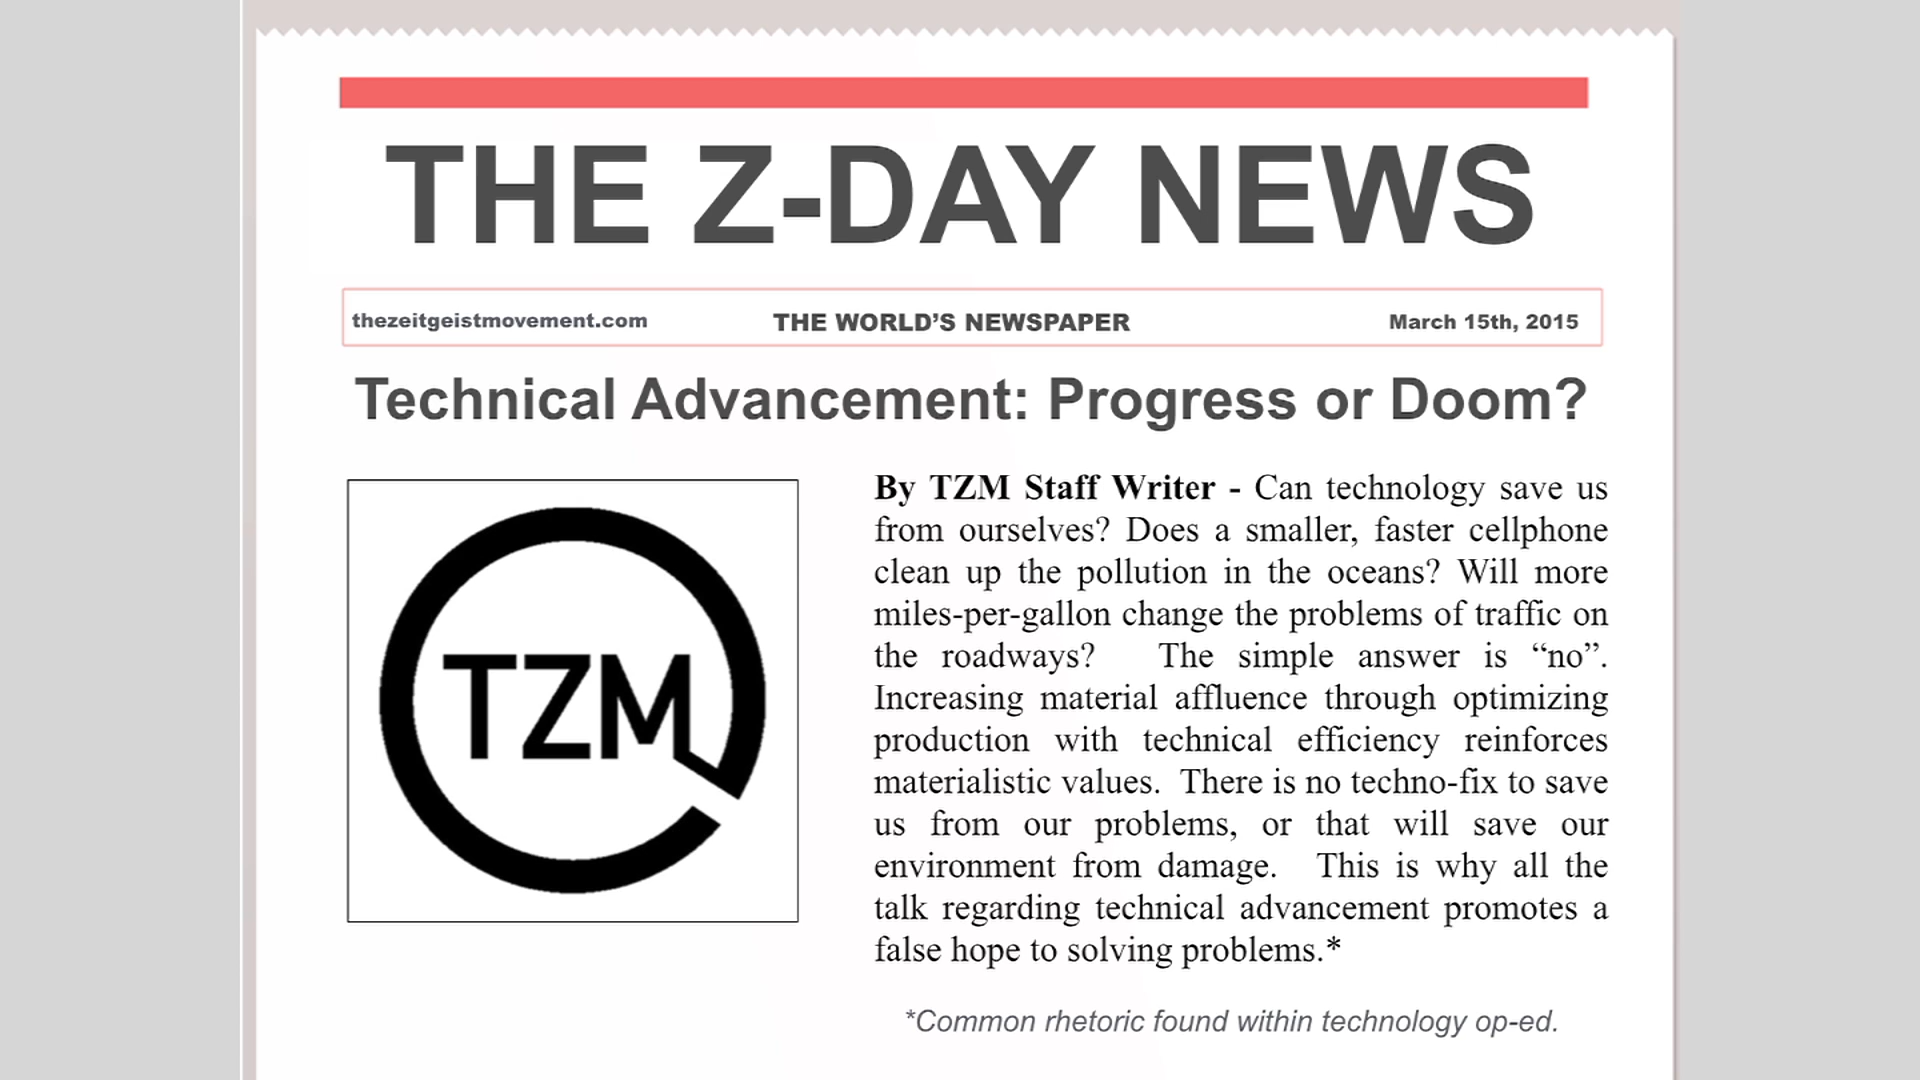 THE Z-DAY NEWS
thezeitgeistmovement.com THE WORLD’S NEWSPAPER March 15th, 2015
Technical Advancement: Progress or Doom?
TZM
By TZM Staff Writer - Can technology save us
from ourselves? Does a smaller, faster cellphone
clean up the pollution in the oceans? Will more
miles-per-gallon change the problems of traffic on
the roadways? The simple answer is “no”.
Increasing material affluence through optimizing
production with technical efficiency reinforces
materialistic values. There is no techno-fix to save
us from our problems, or that will save our
environment from damage. This is why all the
talk regarding technical advancement promotes a
false hope to solving problems.*
*Common rhetoric found within technology op-ed.